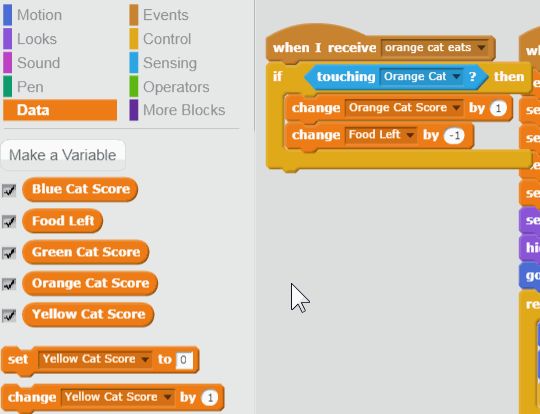 Motion Events
Looks Control
Sound Sensing
Pen Operators
Data More Blocks
Make a Variable
Blue Cat Score
Food Left
Green Cat Score
Orange Cat Score
Yellow Cat Score
set Yellow Cat Score to 0
change Yellow Cat Score by 1
when I receive orange cat eats
if touching Orange Cat ? then
change Orange Cat Score by 1
change Food Left by -1